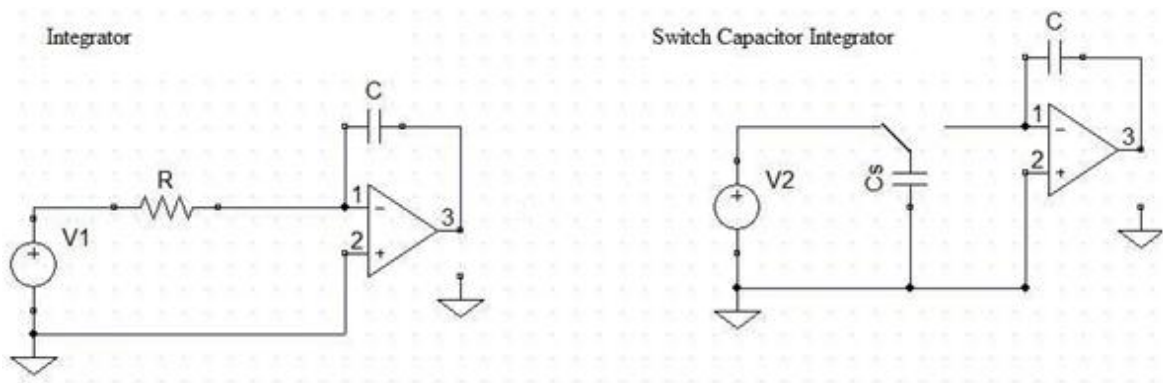 Integrator
C
R
V1
1
2
3
Switch Capacitor Integrator
C
V2
Cs
1
2
3